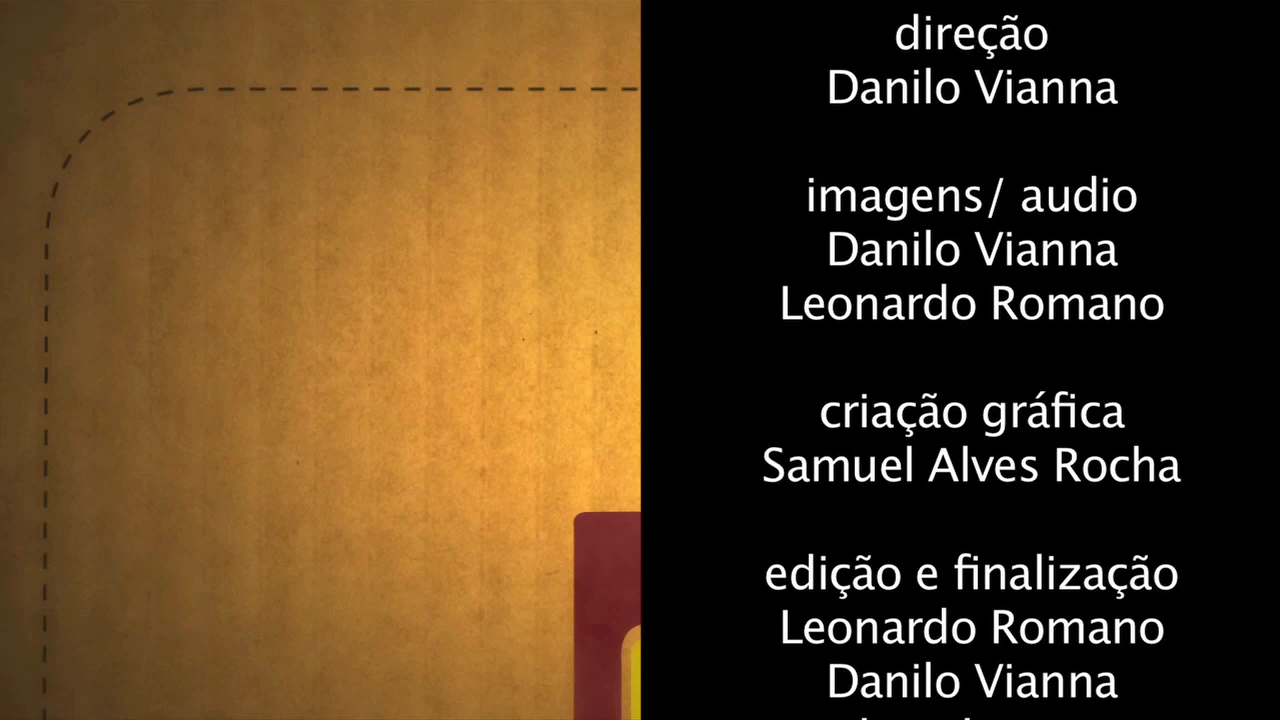 direção
Danilo Vianna
imagens/ audio
Danilo Vianna
Leonardo Romano
criação gráfica
Samuel Alves Rocha
edição e finalização
Leonardo Romano
Danilo Vianna